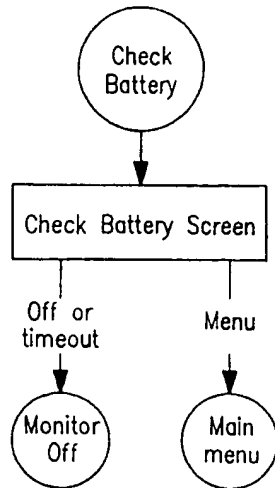 Check
Battery
Check Battery Screen
Off or
timeout
Menu
Monitor
Off
Main
menu